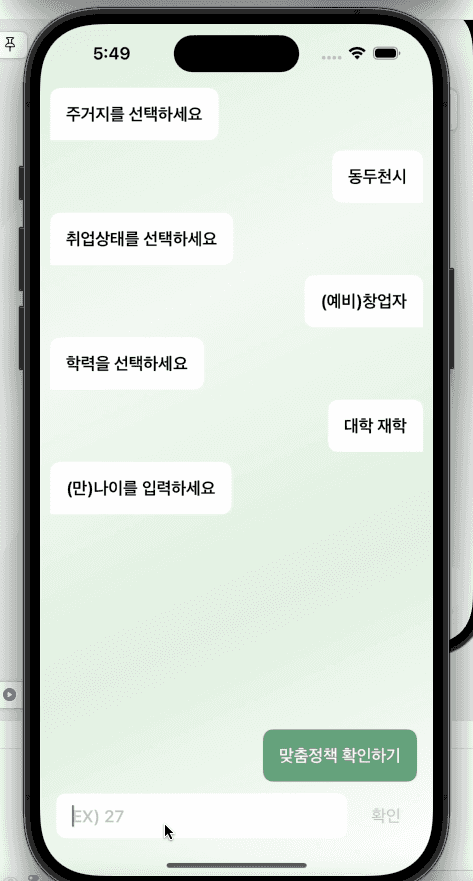 5:49
주거지를 선택하세요
동두천시
취업상태를 선택하세요
(예비)창업자
학력을 선택하세요
대학 재학
(만)나이를 입력하세요
맞춤정책 확인하기
EX) 27
확인